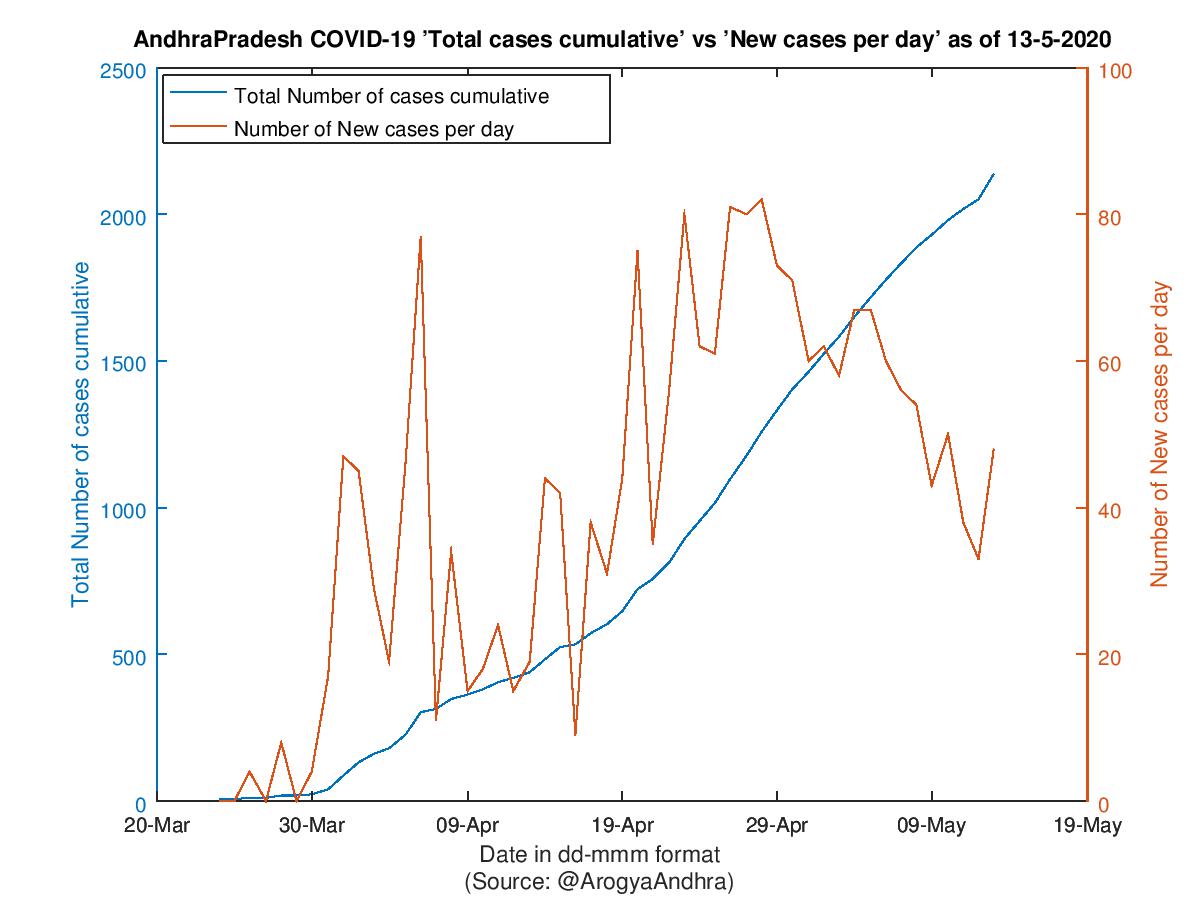 AndhraPradesh COVID-19 ’Total cases cumulative’ vs ’New cases per day’ as of 13-5-2020
Total Number of cases cumulative
Number of New cases per day
2500
2000
1500
1000
500
0
Total Number of cases cumulative
100
80
60
40
20
0
Number of New cases per day
20-Mar
30-Mar
09-Apr
19-Apr
29-Apr
09-May
19-May
Date in dd-mmm format
(Source: @ArogyaAndhra)